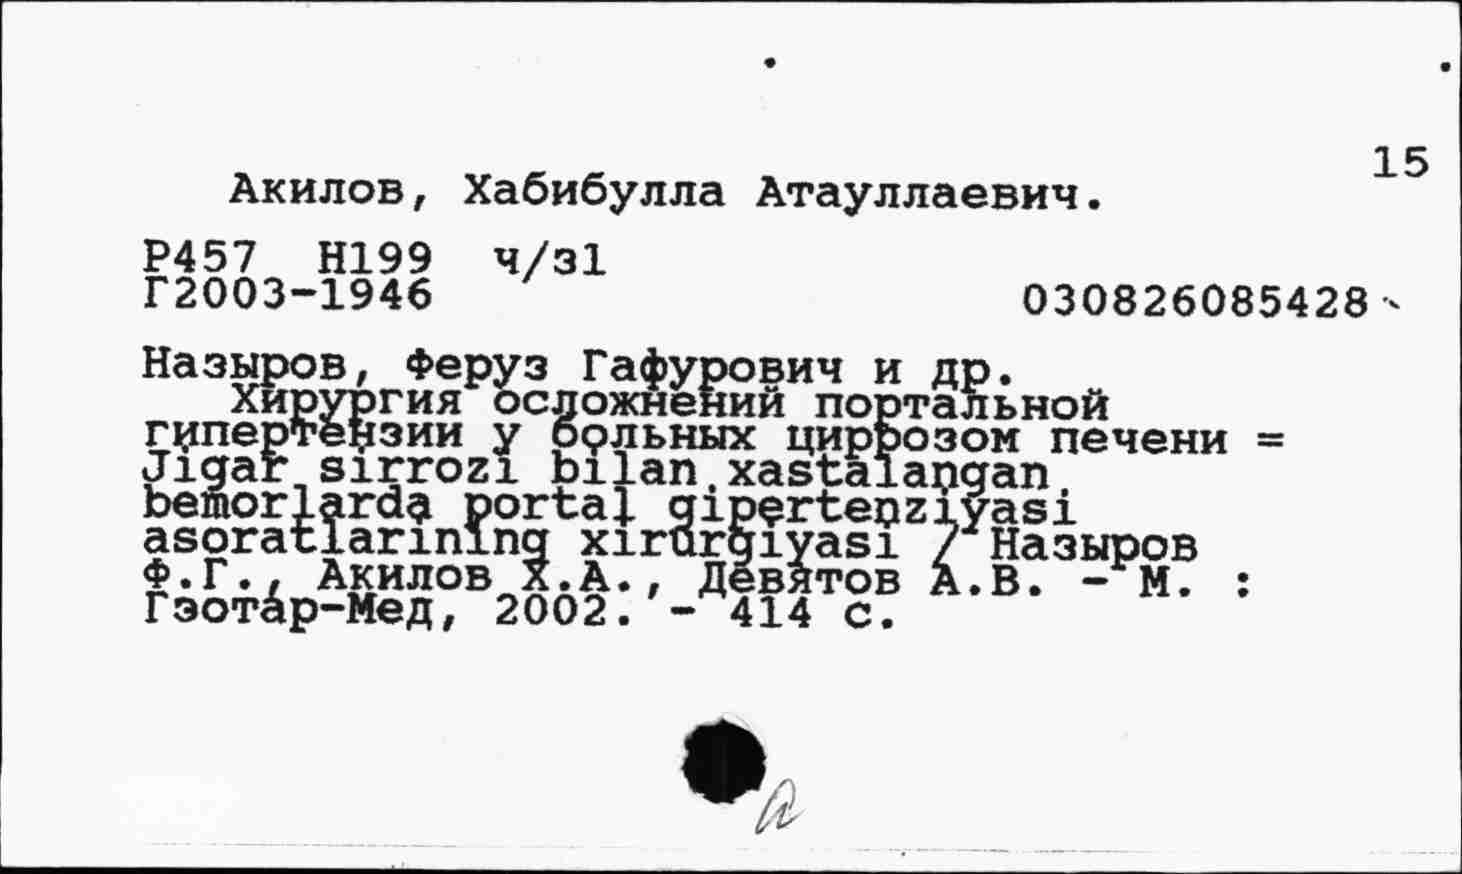 15
Акилов, Хабибулла Атауллаевич.
Р457 Н199 ч/з1
Г2003-1946
030826085428
Назыров, Феруз Гафурович и др.
Хирургия осложнений портальной
гипертензии у больных циррозом печени =
Jigar sirrozi bilan xastalangan
bemorlarda portal gipertenziyasi
asoratlarining xirurgiyasi / Назыров
Ф.Г., Акилов Х.А., Девятов А.В. - М. :
Гэотар-Мед, 2002. - 414 с.